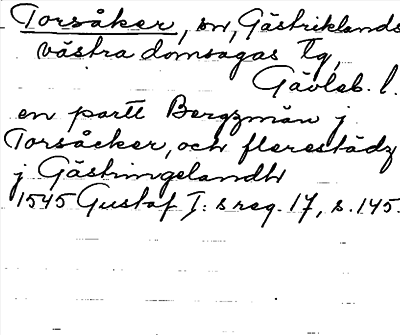 Torsåker, sn, Gästriklands
västra domsagas tg,
Gävleb. l.
en partt Bergzmän j
Torsåcker, och flerestädz
j Gästringelandh
1545 Gustaf I:s reg. 17, s. 145.